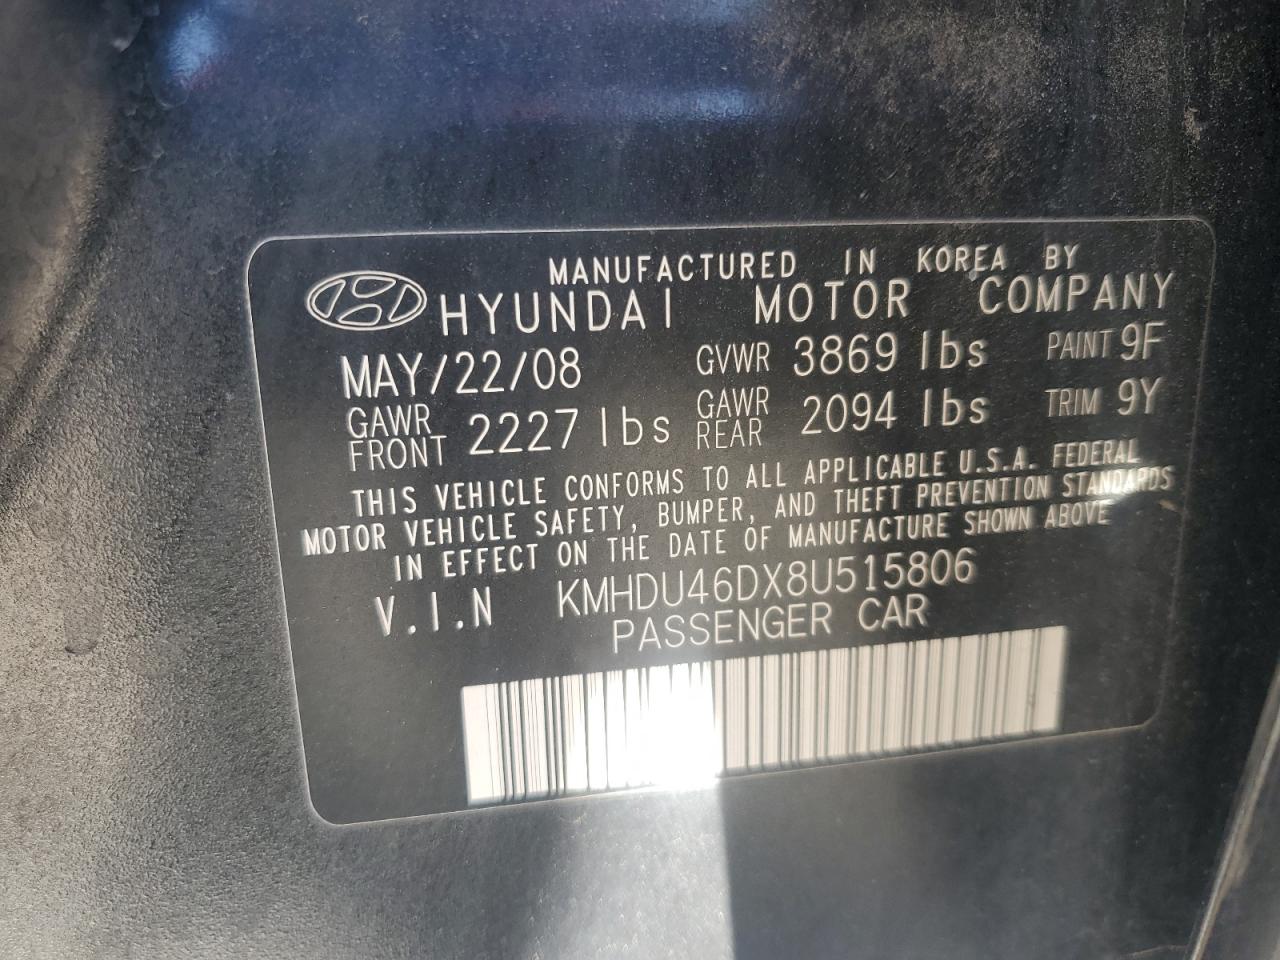 MANUFACTURED IN KOREA BY
HYUNDAI MOTOR COMPANY
MAY/22/08 GVWR 3869 lbs PAINT 9F
GAWR FRONT 2227 lbs GAWR REAR 2094 lbs TRIM 9Y
THIS VEHICLE CONFORMS TO ALL APPLICABLE U.S.A. FEDERAL
MOTOR VEHICLE SAFETY, BUMPER, AND THEFT PREVENTION STANDARDS
IN EFFECT ON THE DATE OF MANUFACTURE SHOWN ABOVE
V.I.N KMHDU46DX8U515806
PASSENGER CAR